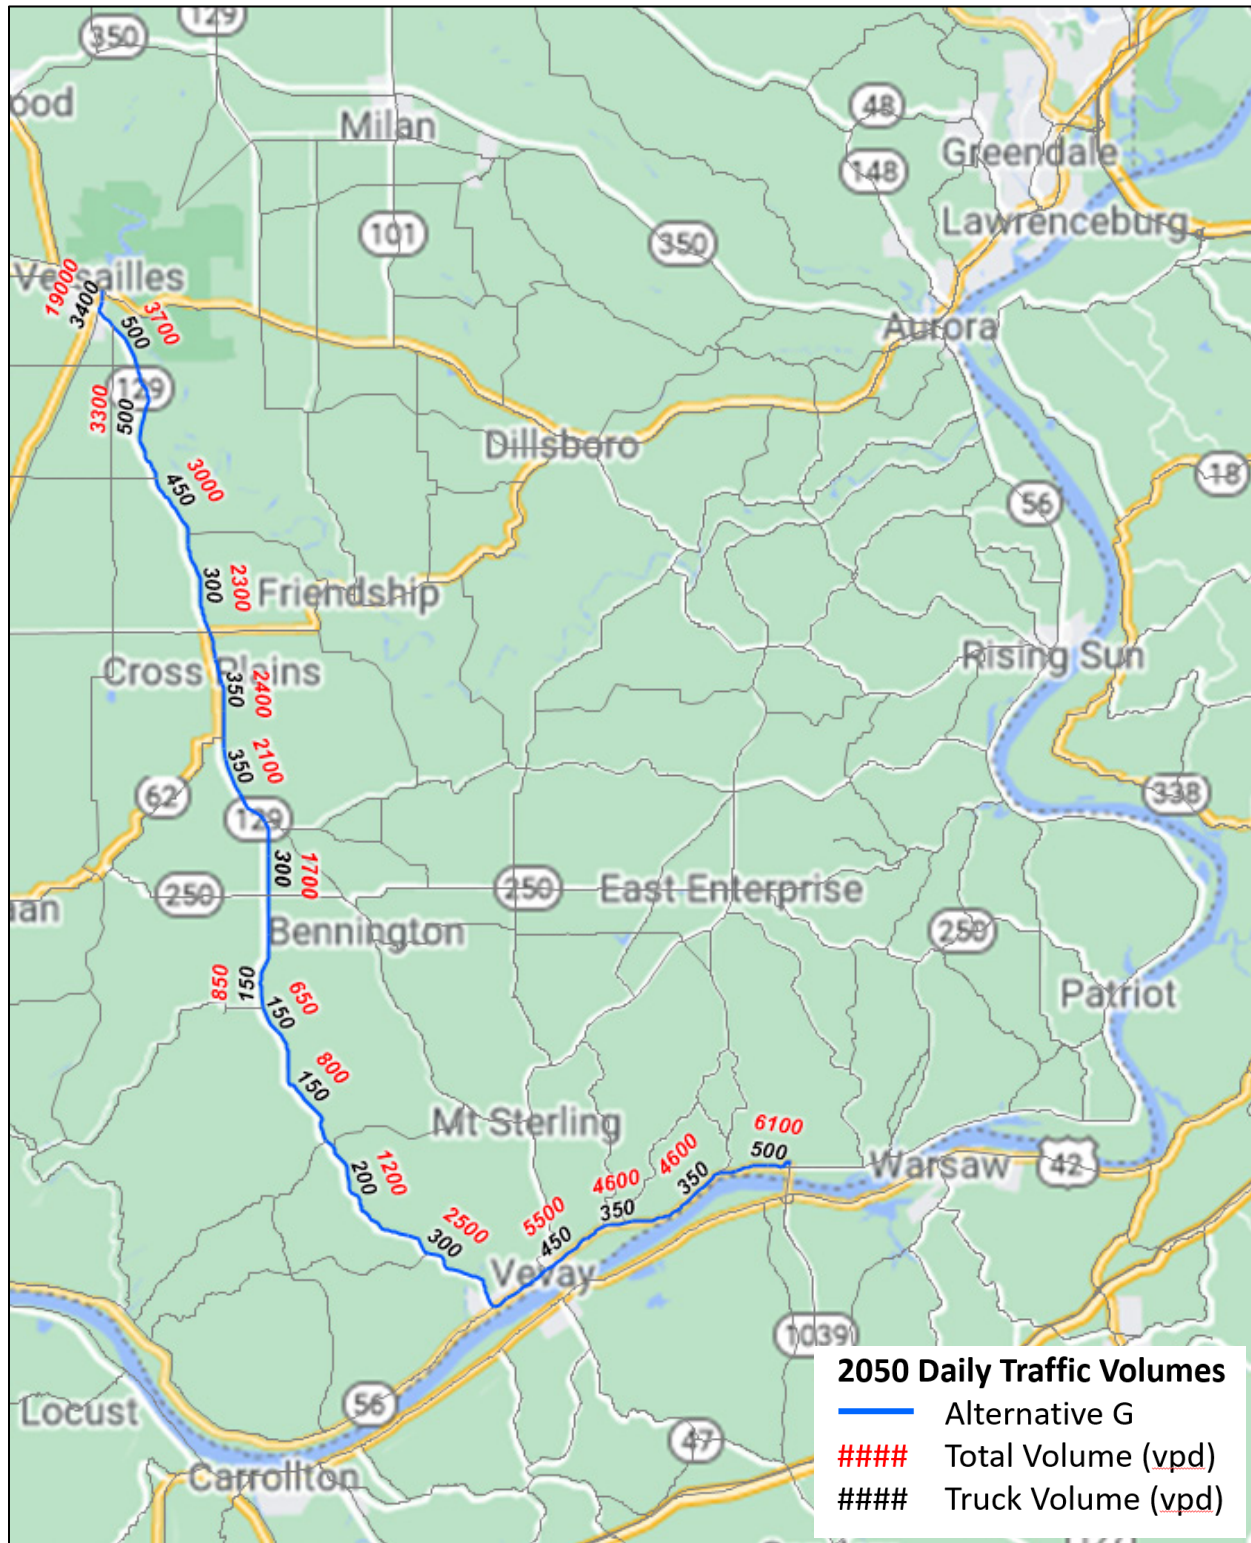 129
350
ood
Milan
48
Greendale
148
Lawrenceburg
101
350
Versailles
19000
3400
3700
500
Aurora
129
3300
500
Dillsboro
3000
450
18
56
2300
300
Friendship
Cross Plains
Rising Sun
2400
350
2100
350
62
338
129
1700
300
250
250
East Enterprise
aan
Bennington
250
850
150
650
150
Patriot
800
150
Mt Sterling
6100
500
Warsaw
42
4600
350
4600
350
1200
200
5500
450
2500
300
Vevay
1039
56
Locust
47
Carrollton
2050 Daily Traffic Volumes
Alternative G
#### Total Volume (vpd)
#### Truck Volume (vpd)